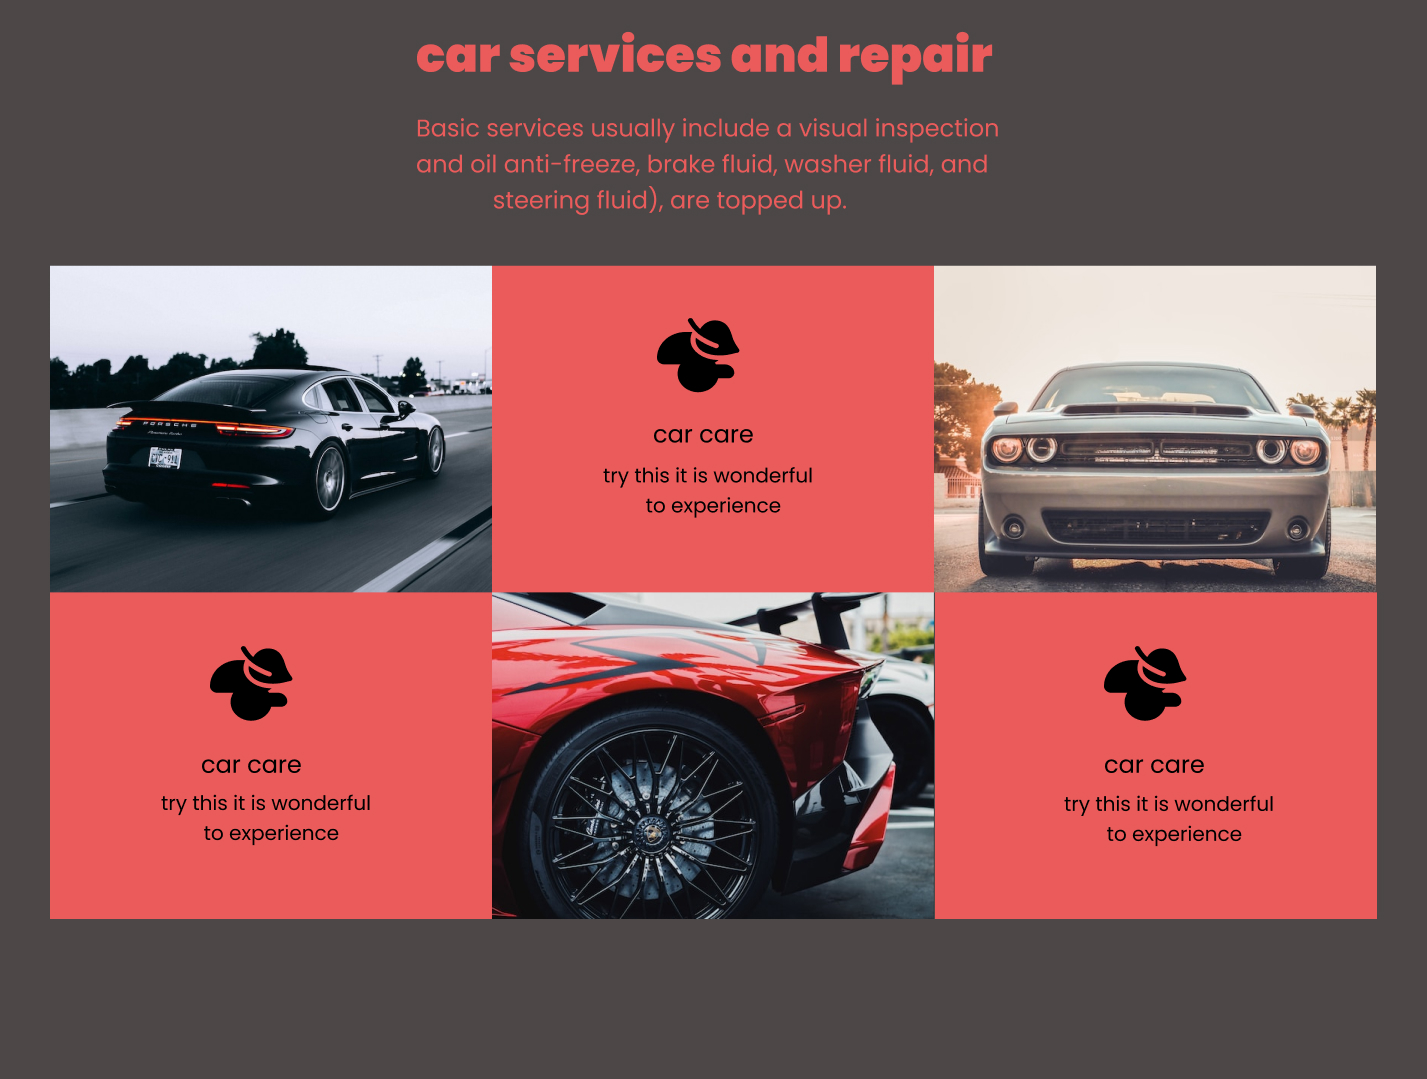 car services and repair
Basic services usually include a visual inspection
and oil anti-freeze, brake fluid, washer fluid, and
steering fluid), are topped up.
PORSCHE
car care
try this it is wonderful
to experience
car care
try this it is wonderful
to experience
car care
try this it is wonderful
to experience